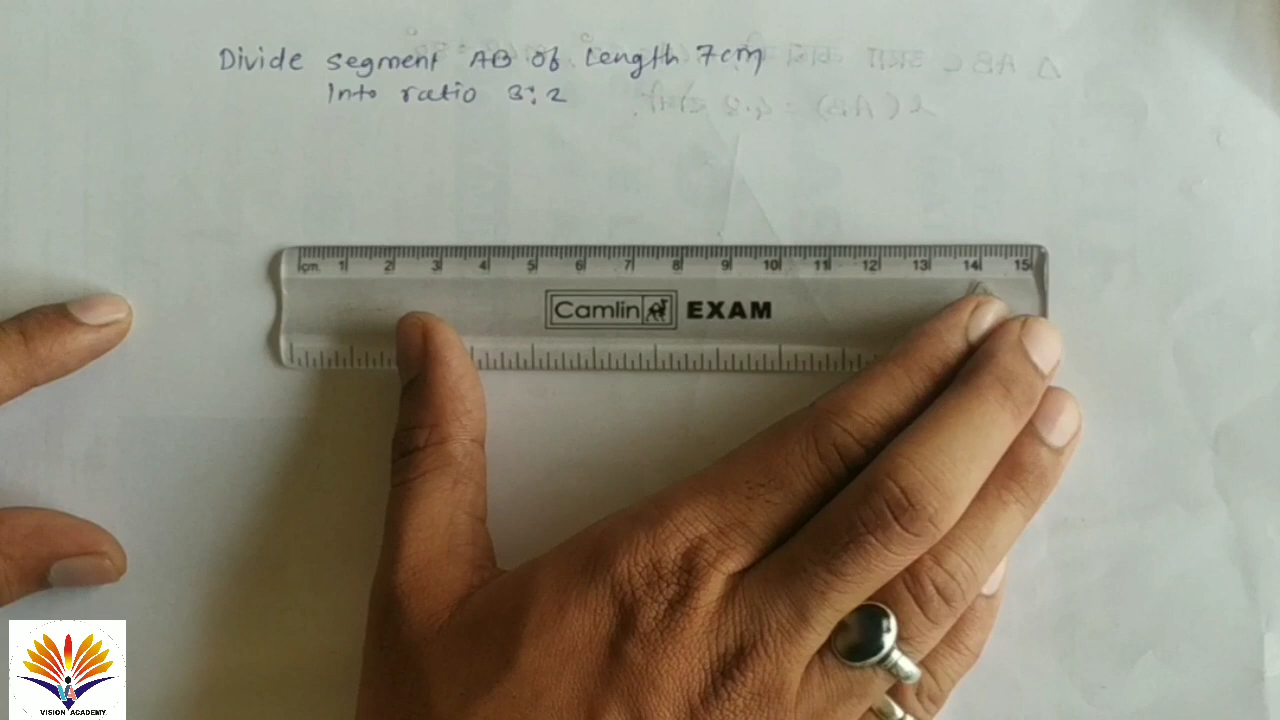 Divide segment AB of Length 7cm
Into ratio 3:2
cm 1 2 3 4 5 6 7 8 9 10 11 12 13 14 15
Camlin EXAM
VISION ACADEMY